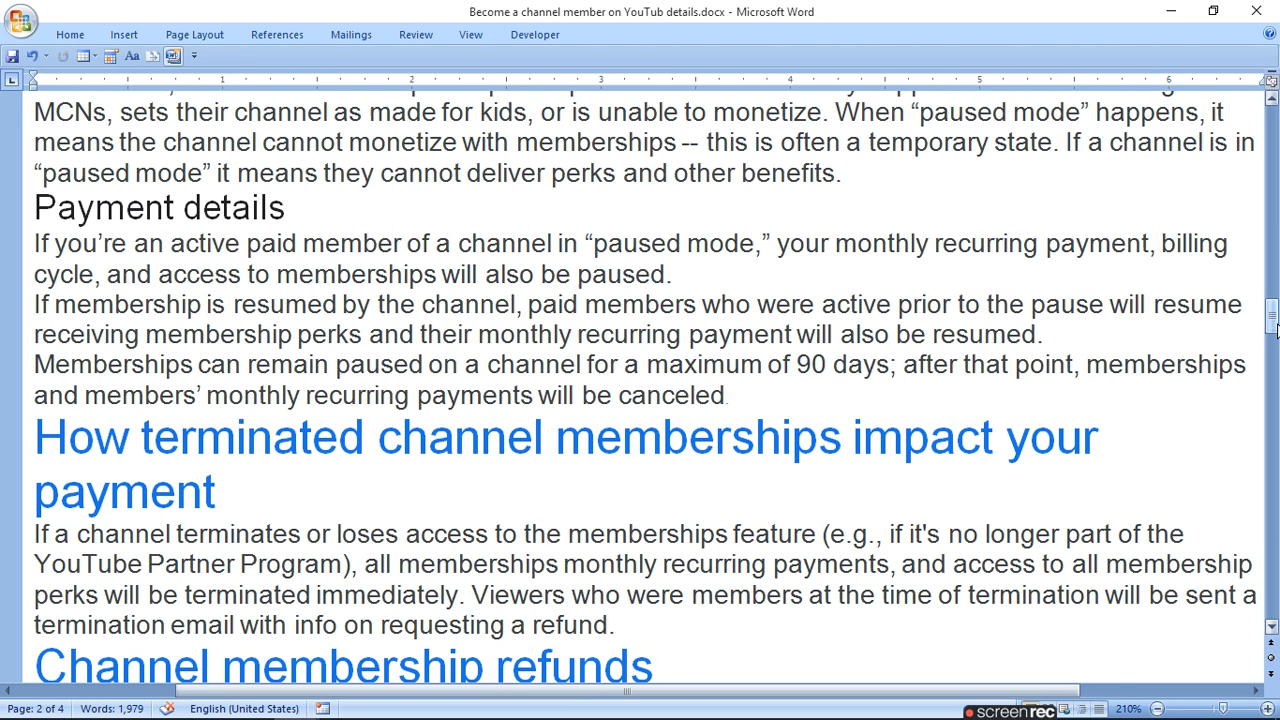 Become a channel member on YouTub details.docx - Microsoft Word
Home Insert Page Layout References Mailings Review View Developer
Aa
1 2 3 4 5 6
MCNs, sets their channel as made for kids, or is unable to monetize. When “paused mode” happens, it
means the channel cannot monetize with memberships -- this is often a temporary state. If a channel is in
“paused mode” it means they cannot deliver perks and other benefits.
Payment details
If you’re an active paid member of a channel in “paused mode,” your monthly recurring payment, billing
cycle, and access to memberships will also be paused.
If membership is resumed by the channel, paid members who were active prior to the pause will resume
receiving membership perks and their monthly recurring payment will also be resumed.
Memberships can remain paused on a channel for a maximum of 90 days; after that point, memberships
and members’ monthly recurring payments will be canceled.
How terminated channel memberships impact your
payment
If a channel terminates or loses access to the memberships feature (e.g., if it's no longer part of the
YouTube Partner Program), all memberships monthly recurring payments, and access to all membership
perks will be terminated immediately. Viewers who were members at the time of termination will be sent a
termination email with info on requesting a refund.
Channel membership refunds
Page: 2 of 4 Words: 1,979 English (United States) 210%
screenrec